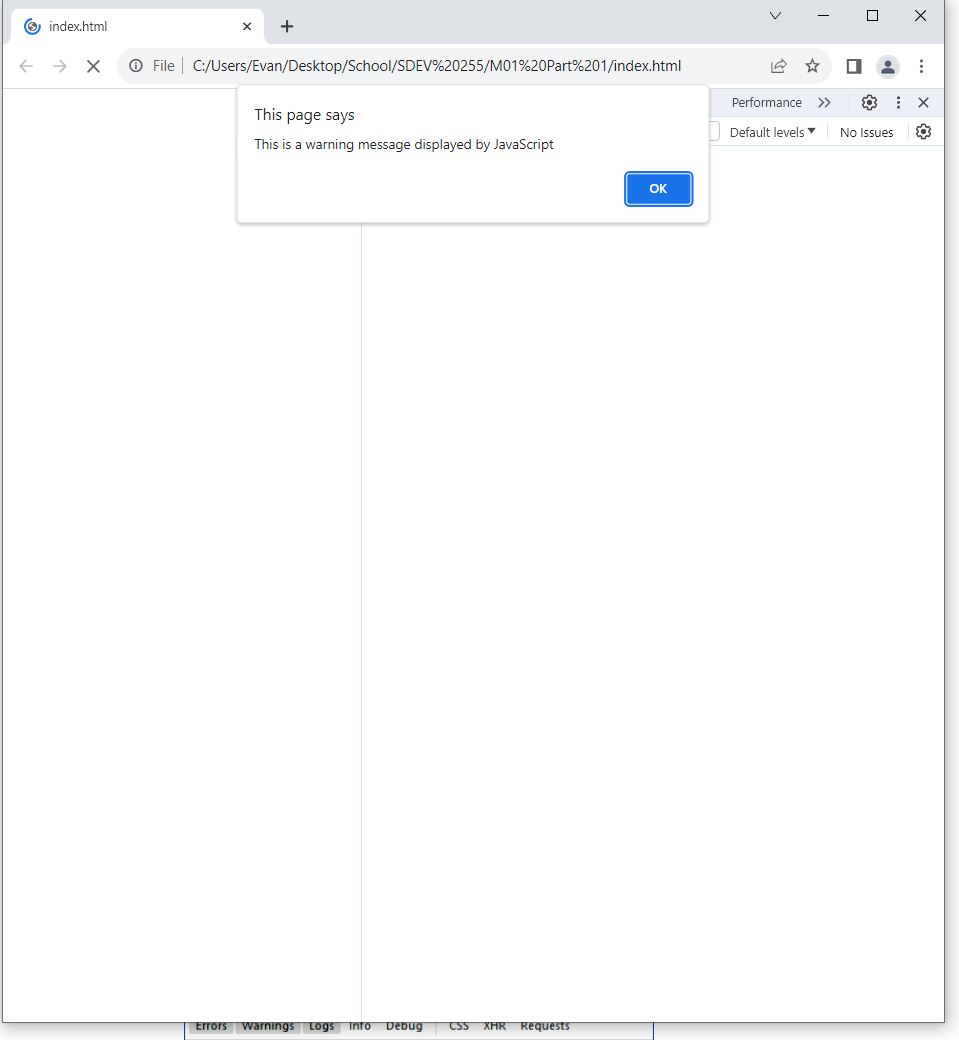 index.html
File C:/Users/Evan/Desktop/School/SDEV%20255/M01%20Part%201/index.html
This page says
This is a warning message displayed by JavaScript
OK
Performance
Default levels No Issues
Errors Warnings Logs Info Debug CSS XHR Requests